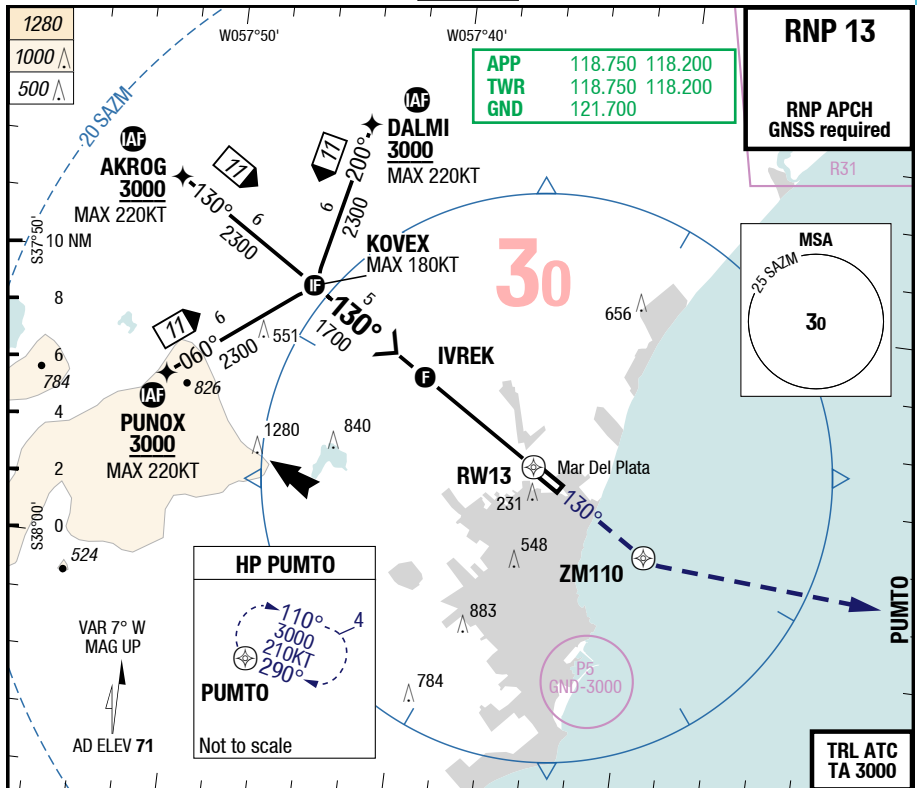 1280
1000
500
W057°50'
W057°40'
RNP 13
RNP APCH
GNSS required
APP 118.750 118.200
TWR 118.750 118.200
GND 121.700
20 SAZM
R31
IAF
AKROG
3000
MAX 220KT
11
130°
6
2300
IAF
DALMI
3000
MAX 220KT
11
200°
6
2300
KOVEX
MAX 180KT
IF
30
MSA
25 SAZM
30
S37°50'
10 NM
8
6
4
2
0
S38°00'
11
060°
6
2300
551
5
130°
1700
IVREK
F
656
784
826
IAF
PUNOX
3000
MAX 220KT
1280
840
RW13
Mar Del Plata
231
130°
548
ZM110
PUMTO
524
883
784
P5
GND-3000
HP PUMTO
110°
4
3000
210KT
290°
PUMTO
Not to scale
VAR 7° W
MAG UP
AD ELEV 71
TRL ATC
TA 3000